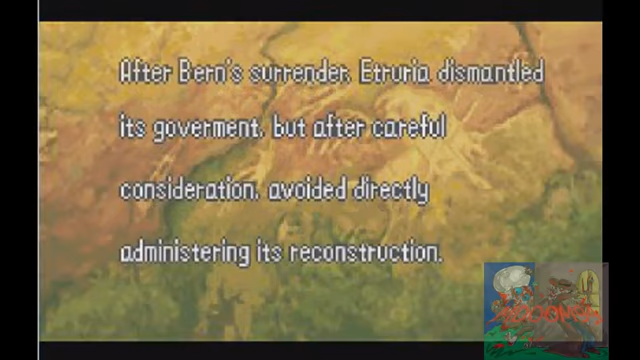 After Bern's surrender, Etruria dismantled
its goverment, but after careful
consideration, avoided directly
administering its reconstruction.